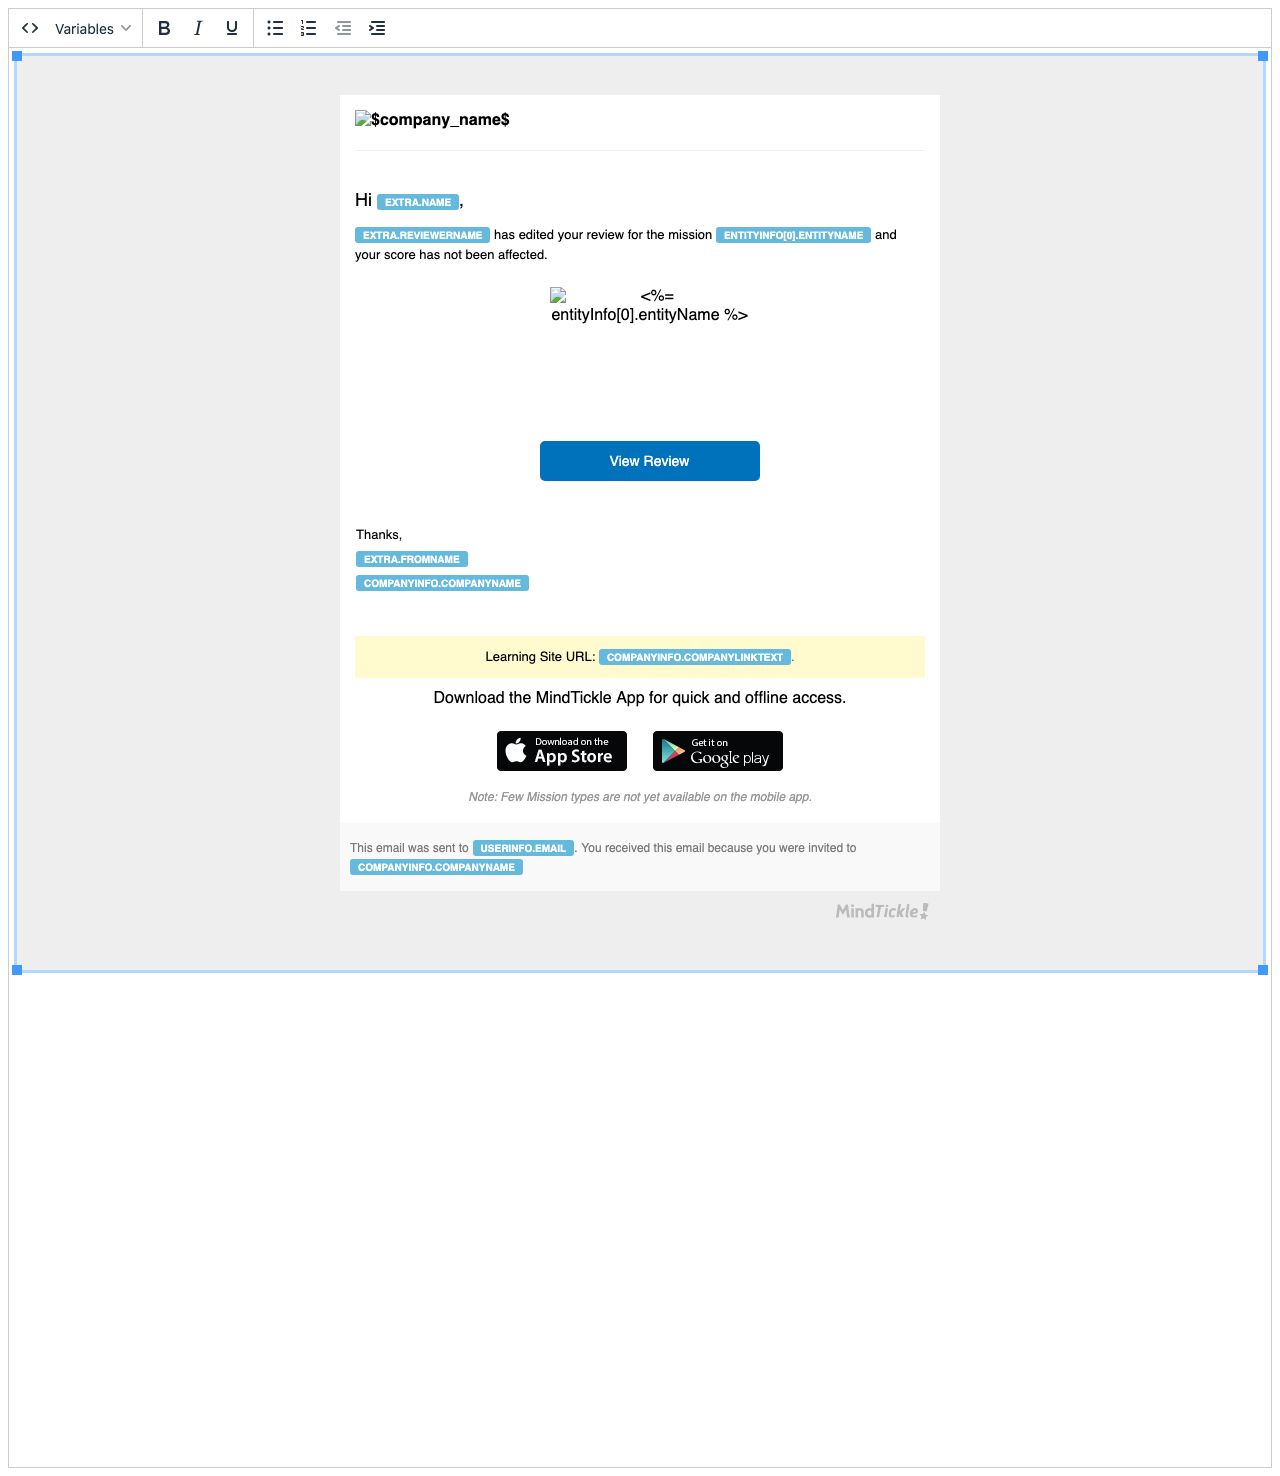 Variables B I U
$company_name$
Hi EXTRA.NAME,
EXTRA.REVIEWERNAME has edited your review for the mission ENTITYINFO[0].ENTITYNAME and
your score has not been affected.
<%=
entityInfo[0].entityName %>
View Review
Thanks,
EXTRA.FROMNAME
COMPANYINFO.COMPANYNAME
Learning Site URL: COMPANYINFO.COMPANYLINKTEXT.
Download the MindTickle App for quick and offline access.
Download on the
App Store
Get it on
Google play
Note: Few Mission types are not yet available on the mobile app.
This email was sent to USERINFO.EMAIL. You received this email because you were invited to
COMPANYINFO.COMPANYNAME
MindTickle!